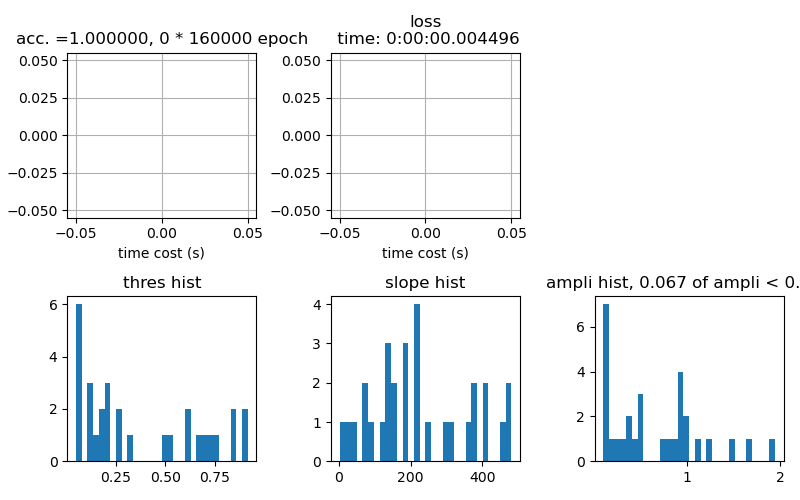 acc. =1.000000, 0 * 160000 epoch
loss
time: 0:00:00.004496
0.050
0.025
0.000
−0.025
−0.050
−0.05 0.00 0.05
time cost (s)
0.050
0.025
0.000
−0.025
−0.050
−0.05 0.00 0.05
time cost (s)
thres hist
6
4
2
0
0.25 0.50 0.75
slope hist
4
3
2
1
0
0 200 400
ampli hist, 0.067 of ampli < 0.
6
4
2
0
1 2